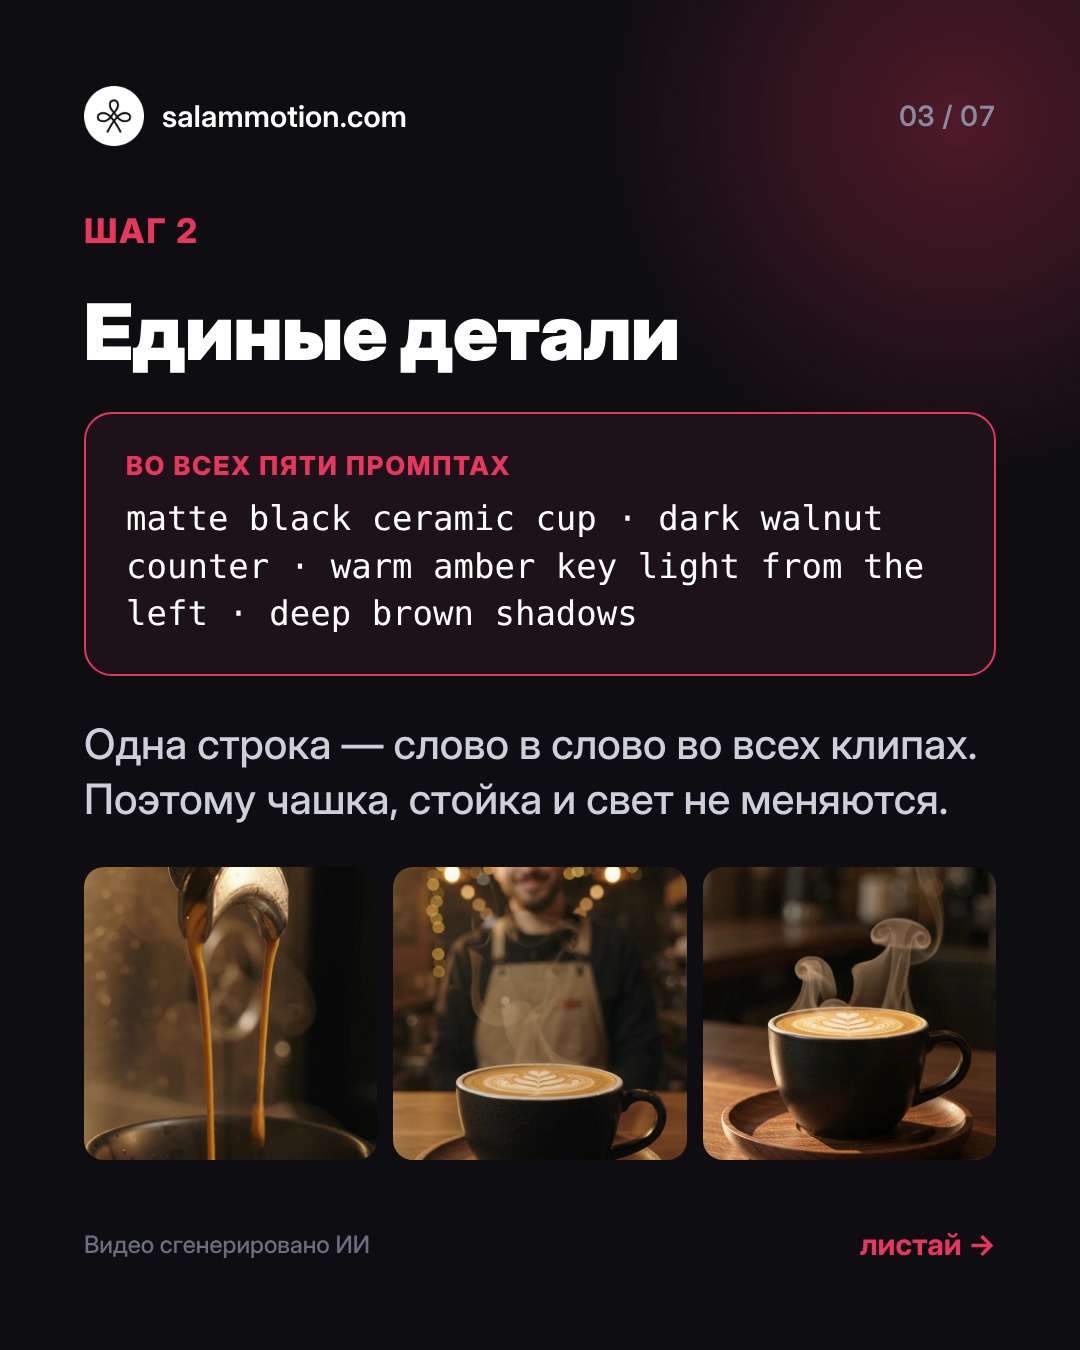 salammotion.com
03 / 07
ШАГ 2
Единые детали
ВО ВСЕХ ПЯТИ ПРОМПТАХ
matte black ceramic cup · dark walnut
counter · warm amber key light from the
left · deep brown shadows
Одна строка — слово в слово во всех клипах.
Поэтому чашка, стойка и свет не меняются.
Видео сгенерировано ИИ
листай →